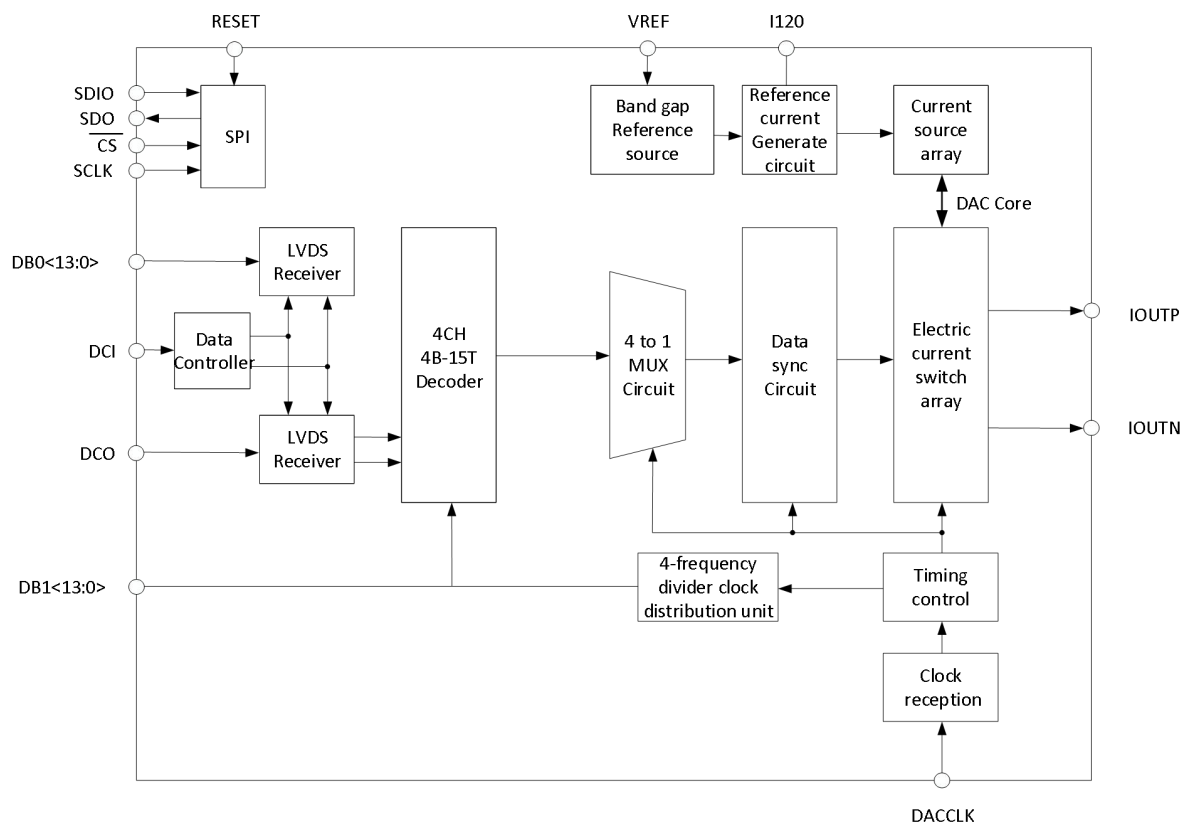 RESET
VREF
I120
SDIO
SDO
CS
SCLK
SPI
Band gap
Reference
source
Reference
current
Generate
circuit
Current
source
array
DAC Core
DB0<13:0>
LVDS
Receiver
DCI
Data
Controller
4CH
4B-15T
Decoder
4 to 1
MUX
Circuit
Data
sync
Circuit
Electric
current
switch
array
IOUTP
IOUTN
DCO
LVDS
Receiver
DB1<13:0>
4-frequency
divider clock
distribution unit
Timing
control
Clock
reception
DACCLK